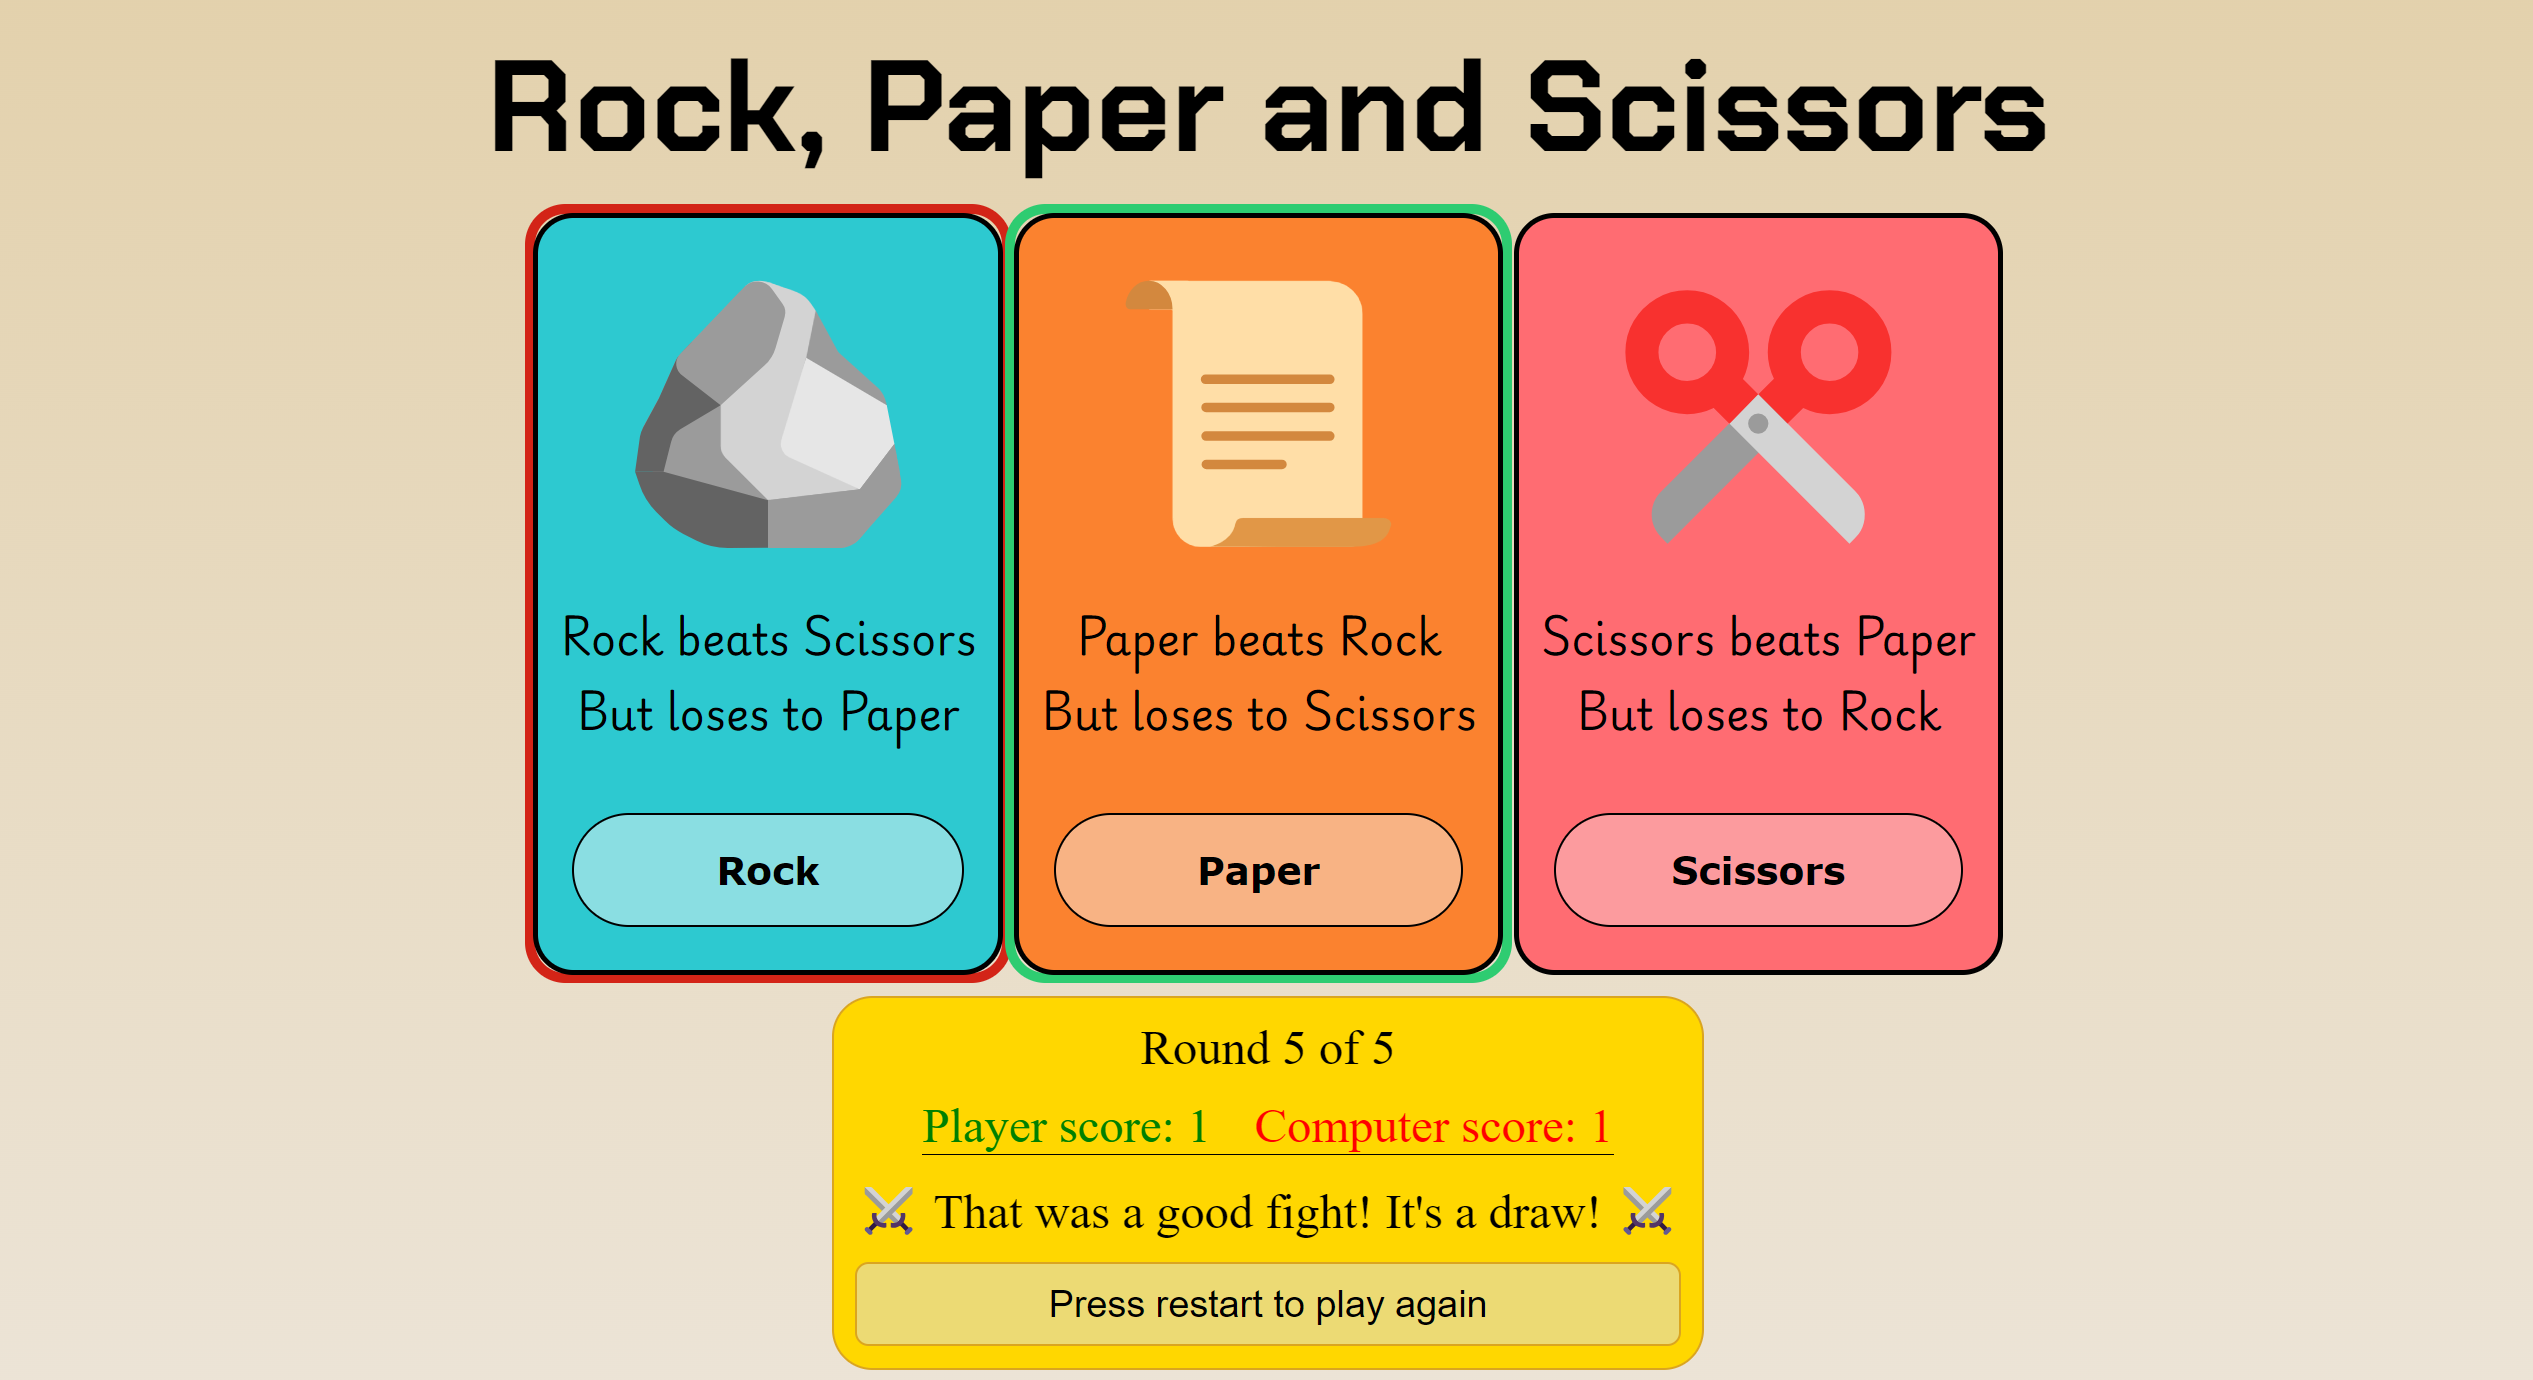 Rock, Paper and Scissors
Rock beats Scissors
But loses to Paper
Rock
Paper beats Rock
But loses to Scissors
Paper
Scissors beats Paper
But loses to Rock
Scissors
Round 5 of 5
Player score: 1 Computer score: 1
⚔️ That was a good fight! It's a draw! ⚔️
Press restart to play again